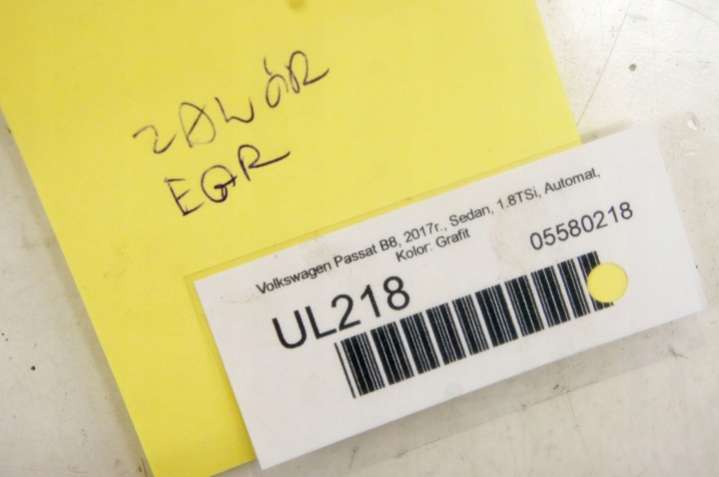 ZAWÓR
EGR
Volkswagen Passat B8, 2017r., Sedan, 1.8TSi, Automat,
Kolor: Grafit
05580218
UL218